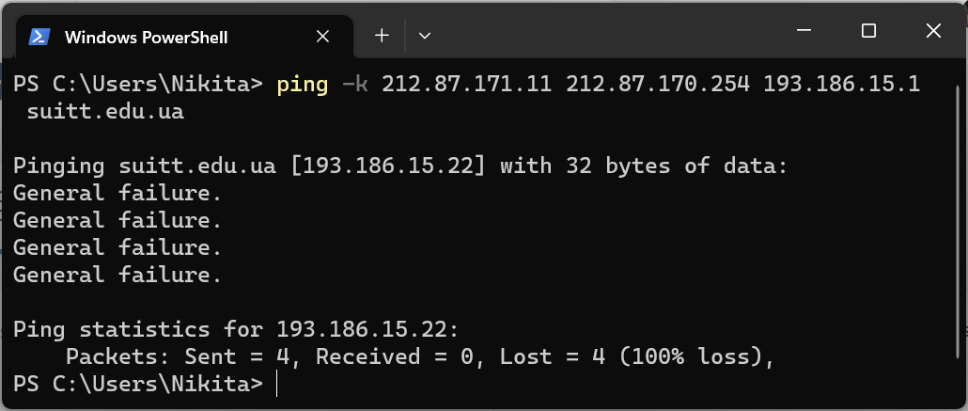 Windows PowerShell
PS C:\Users\Nikita> ping -k 212.87.171.11 212.87.170.254 193.186.15.1
suitt.edu.ua
Pinging suitt.edu.ua [193.186.15.22] with 32 bytes of data:
General failure.
General failure.
General failure.
General failure.
Ping statistics for 193.186.15.22:
    Packets: Sent = 4, Received = 0, Lost = 4 (100% loss),
PS C:\Users\Nikita>